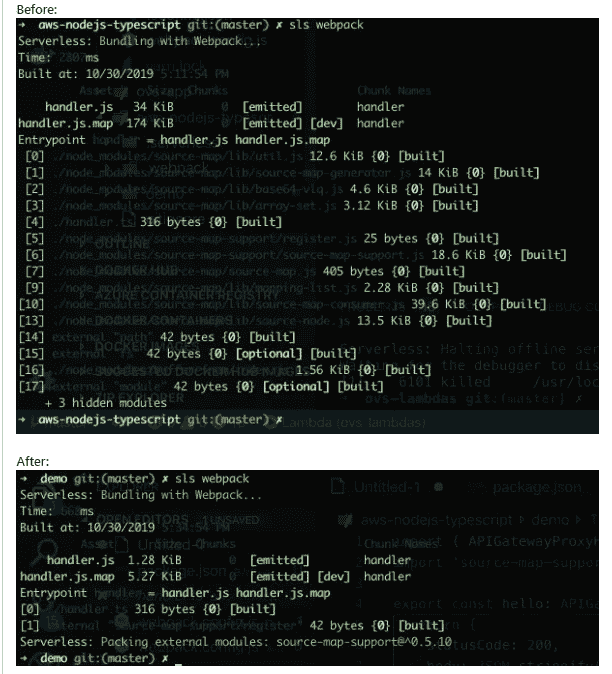 Before:
➜ aws-nodejs-typescript git:(master) ✗ sls webpack
Serverless: Bundling with Webpack...
Time: 2807ms
Built at: 10/30/2019 5:11:54 PM
Asset Size Chunks Chunk Names
handler.js 34 KiB 0 [emitted] handler
handler.js.map 174 KiB 0 [emitted] [dev] handler
Entrypoint handler = handler.js handler.js.map
[0] ./node_modules/source-map/lib/util.js 12.6 KiB {0} [built]
[1] ./node_modules/source-map/lib/source-map-generator.js 14 KiB {0} [built]
[2] ./node_modules/source-map/lib/base64-vlq.js 4.6 KiB {0} [built]
[3] ./node_modules/source-map/lib/array-set.js 3.12 KiB {0} [built]
[4] ./handler.ts 316 bytes {0} [built]
[5] ./node_modules/source-map-support/register.js 25 bytes {0} [built]
[6] ./node_modules/source-map-support/source-map-support.js 18.6 KiB {0} [built]
[7] ./node_modules/source-map/source-map.js 405 bytes {0} [built]
[9] ./node_modules/source-map/lib/mapping-list.js 2.28 KiB {0} [built]
[10] ./node_modules/source-map/lib/source-map-consumer.js 39.6 KiB {0} [built]
[13] ./node_modules/source-map/lib/source-node.js 13.5 KiB {0} [built]
[14] external "path" 42 bytes {0} [built]
[15] external "fs" 42 bytes {0} [optional] [built]
[16] 1.56 KiB {0} [built]
[17] external "module" 42 bytes {0} [optional] [built]
+ 3 hidden modules
➜ aws-nodejs-typescript git:(master) ✗
After:
➜ demo git:(master) ✗ sls webpack
Serverless: Bundling with Webpack...
Time: ms
Built at: 10/30/2019
Asset Size Chunks Chunk Names
handler.js 1.28 KiB 0 [emitted] handler
handler.js.map 5.27 KiB 0 [emitted] [dev] handler
Entrypoint handler = handler.js handler.js.map
[0] ./handler.ts 316 bytes {0} [built]
[1] external "source-map-support/register" 42 bytes {0} [built]
Serverless: Packing external modules: source-map-support@^0.5.10
➜ demo git:(master) ✗